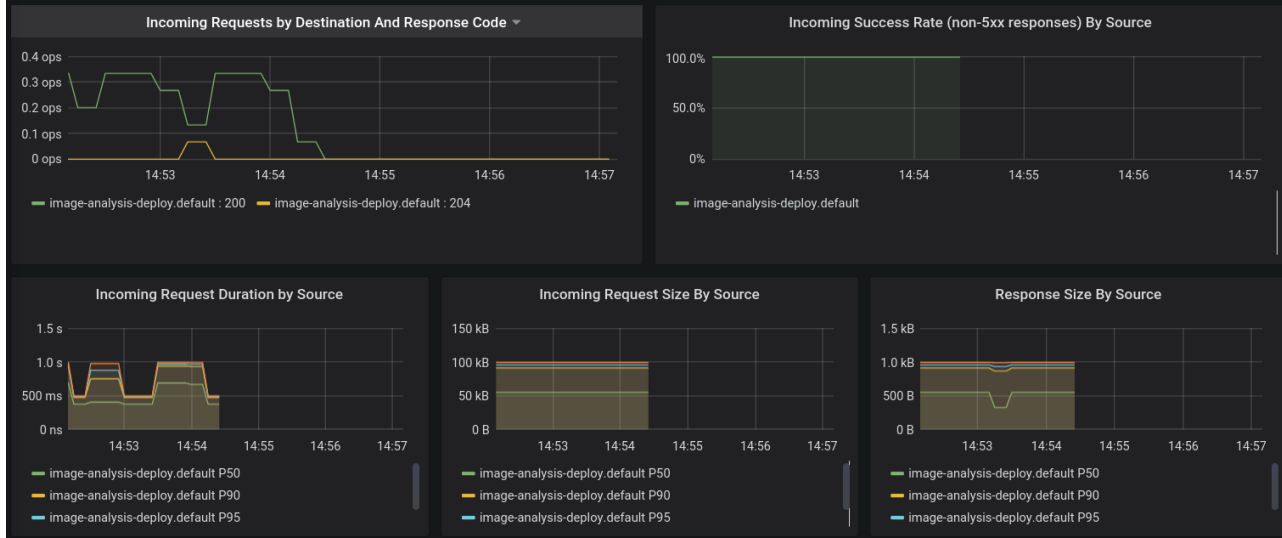 Incoming Requests by Destination And Response Code
0.4 ops
0.3 ops
0.2 ops
0.1 ops
0 ops
14:53 14:54 14:55 14:56 14:57
image-analysis-deploy.default : 200 image-analysis-deploy.default : 204
Incoming Success Rate (non-5xx responses) By Source
100.0%
50.0%
0%
14:53 14:54 14:55 14:56 14:57
image-analysis-deploy.default
Incoming Request Duration by Source
1.5 s
1.0 s
500 ms
0 ns
14:53 14:54 14:55 14:56 14:57
image-analysis-deploy.default P50
image-analysis-deploy.default P90
image-analysis-deploy.default P95
Incoming Request Size By Source
150 kB
100 kB
50 kB
0 B
14:53 14:54 14:55 14:56 14:57
image-analysis-deploy.default P50
image-analysis-deploy.default P90
image-analysis-deploy.default P95
Response Size By Source
1.5 kB
1.0 kB
500 B
0 B
14:53 14:54 14:55 14:56 14:57
image-analysis-deploy.default P50
image-analysis-deploy.default P90
image-analysis-deploy.default P95